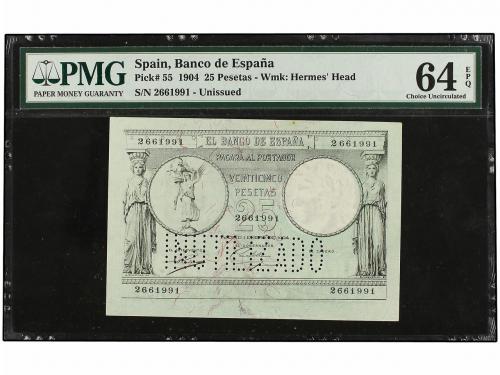 PMG
PAPER MONEY GUARANTY
Spain, Banco de España
Pick# 55 1904 25 Pesetas - Wmk: Hermes' Head
S/N 2661991 - Unissued
64 EPQ
Choice Uncirculated
2661991 EL BANCO DE ESPAÑA 2661991
PAGARÁ AL PORTADOR
VEINTICINCO
PESETAS
25
2661991
INUTILIZADO
2661991 2661991